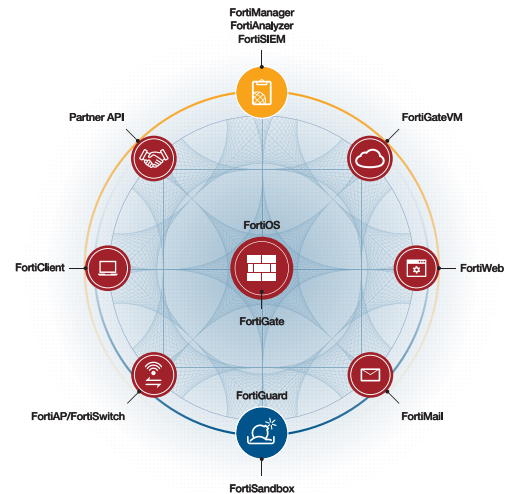 FortiManager
FortiAnalyzer
FortiSIEM
Partner API
FortiGateVM
FortiOS
FortiClient
FortiWeb
FortiGate
FortiGuard
FortiAP/FortiSwitch
FortiMail
FortiSandbox